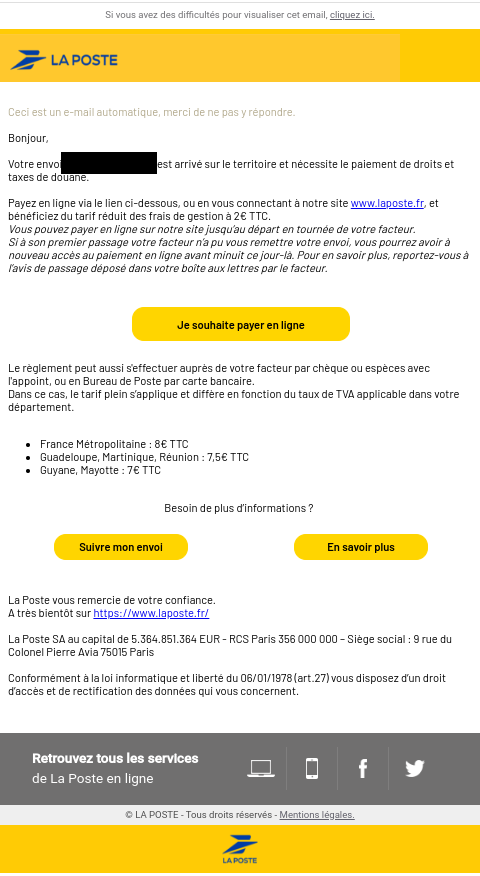 Si vous avez des difficultés pour visualiser cet email, cliquez ici.
LA POSTE
Ceci est un e-mail automatique, merci de ne pas y répondre.
Bonjour,
Votre envoi est arrivé sur le territoire et nécessite le paiement de droits et
taxes de douane.
Payez en ligne via le lien ci-dessous, ou en vous connectant à notre site www.laposte.fr, et
bénéficiez du tarif réduit des frais de gestion à 2€ TTC.
Vous pouvez payer en ligne sur notre site jusqu'au départ en tournée de votre facteur.
Si à son premier passage votre facteur n'a pu vous remettre votre envoi, vous pourrez avoir à
nouveau accès au paiement en ligne avant minuit ce jour-là. Pour en savoir plus, reportez-vous à
l'avis de passage déposé dans votre boîte aux lettres par le facteur.
Je souhaite payer en ligne
Le règlement peut aussi s'effectuer auprès de votre facteur par chèque ou espèces avec
l'appoint, ou en Bureau de Poste par carte bancaire.
Dans ce cas, le tarif plein s'applique et diffère en fonction du taux de TVA applicable dans votre
département.
• France Métropolitaine : 8€ TTC
• Guadeloupe, Martinique, Réunion : 7,5€ TTC
• Guyane, Mayotte : 7€ TTC
Besoin de plus d'informations ?
Suivre mon envoi
En savoir plus
La Poste vous remercie de votre confiance.
A très bientôt sur https://www.laposte.fr/
La Poste SA au capital de 5.364.851.364 EUR - RCS Paris 356 000 000 – Siège social : 9 rue du
Colonel Pierre Avia 75015 Paris
Conformément à la loi informatique et liberté du 06/01/1978 (art.27) vous disposez d'un droit
d'accès et de rectification des données qui vous concernent.
Retrouvez tous les services
de La Poste en ligne
© LA POSTE - Tous droits réservés - Mentions légales.
LA POSTE